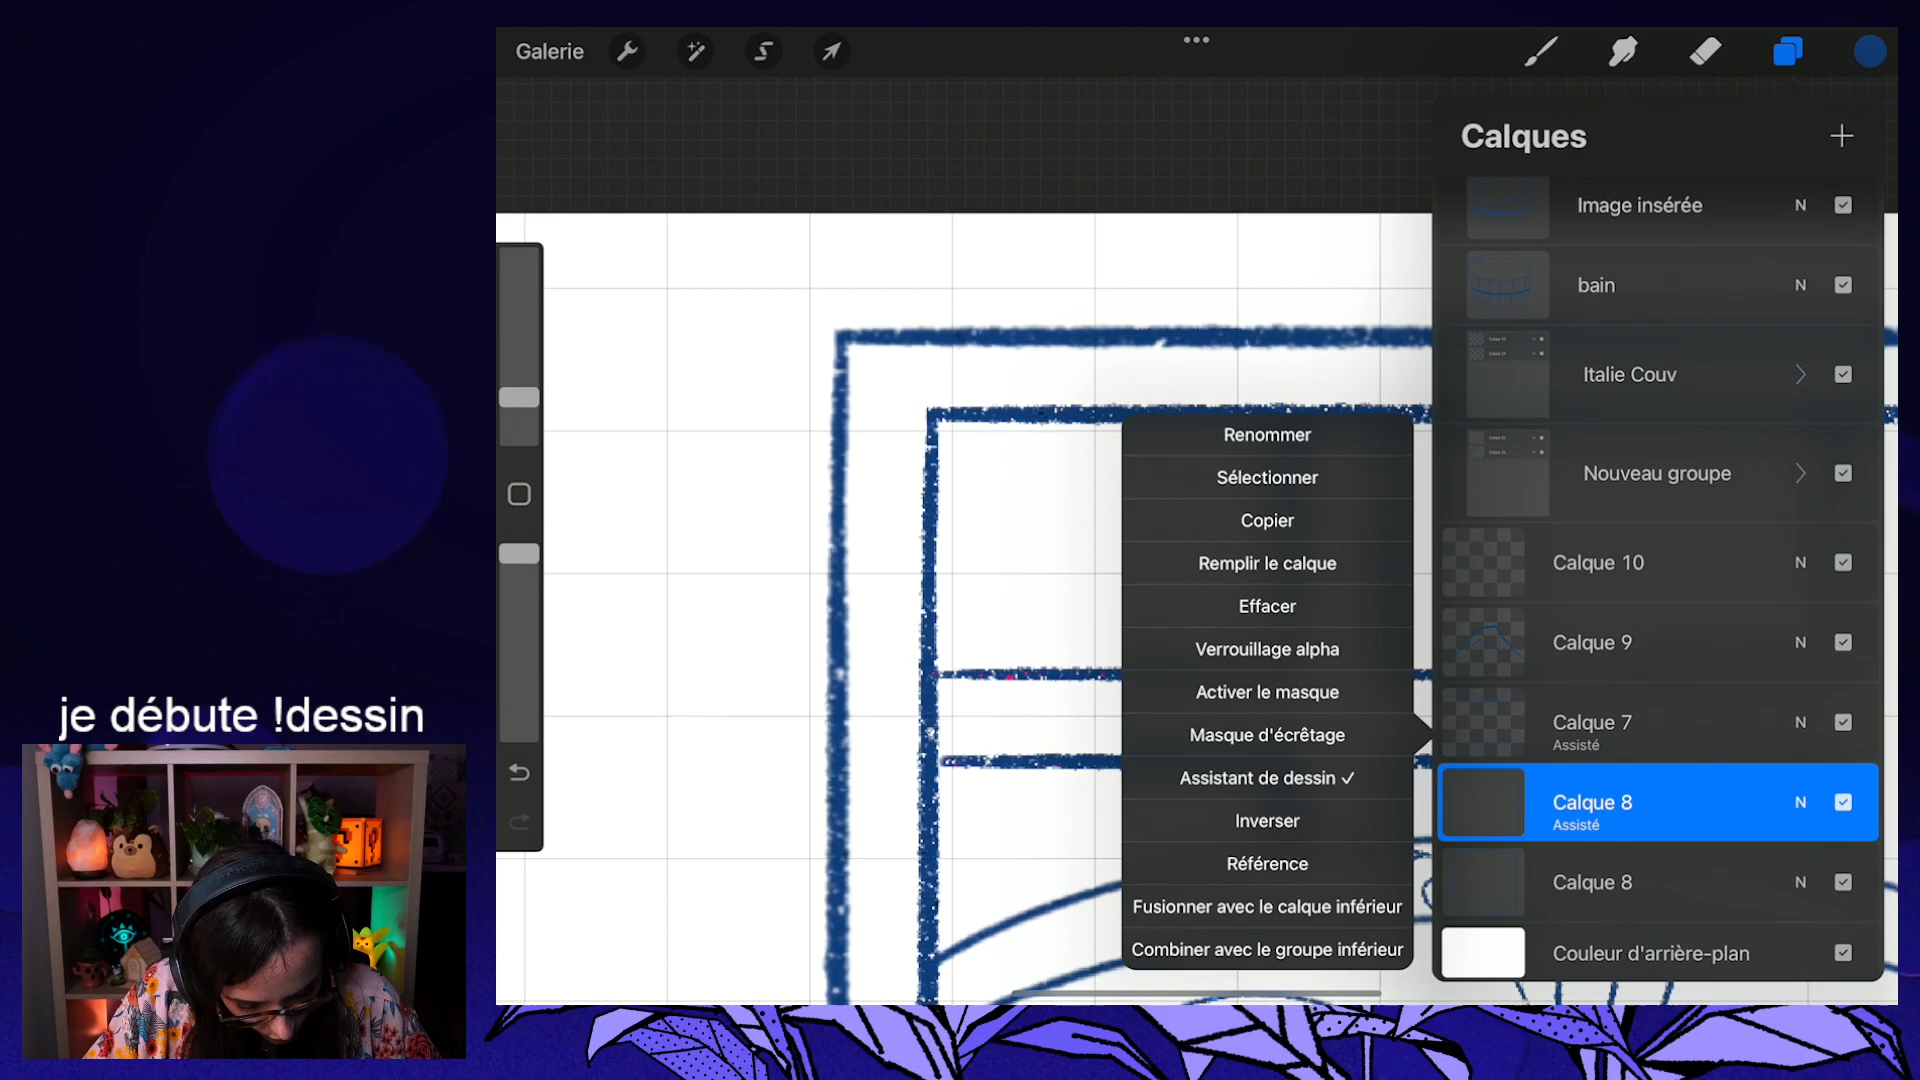 Galerie
Calques
Image insérée N
bain N
Italie Couv
Nouveau groupe
Calque 10 N
Calque 9 N
Calque 7 N
Assisté
Calque 8 N
Assisté
Calque 8 N
Couleur d'arrière-plan
Renommer
Sélectionner
Copier
Remplir le calque
Effacer
Verrouillage alpha
Activer le masque
Masque d'écrêtage
Assistant de dessin ✓
Inverser
Référence
Fusionner avec le calque inférieur
Combiner avec le groupe inférieur
je débute !dessin